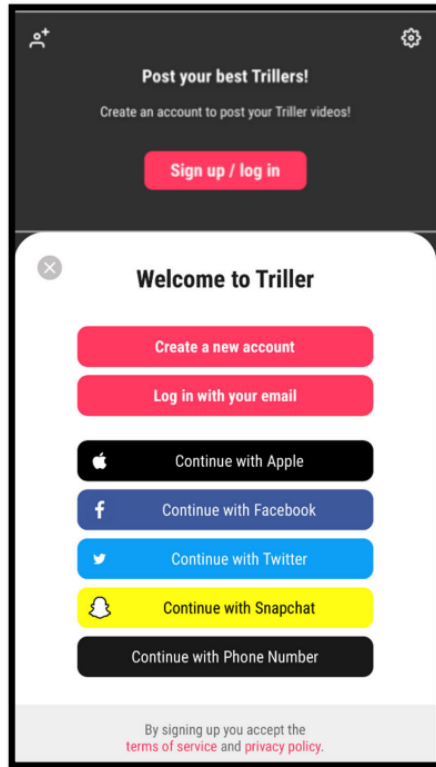 Post your best Trillers!
Create an account to post your Triller videos!
Sign up / log in
Welcome to Triller
Create a new account
Log in with your email
Continue with Apple
Continue with Facebook
Continue with Twitter
Continue with Snapchat
Continue with Phone Number
By signing up you accept the
terms of service and privacy policy.